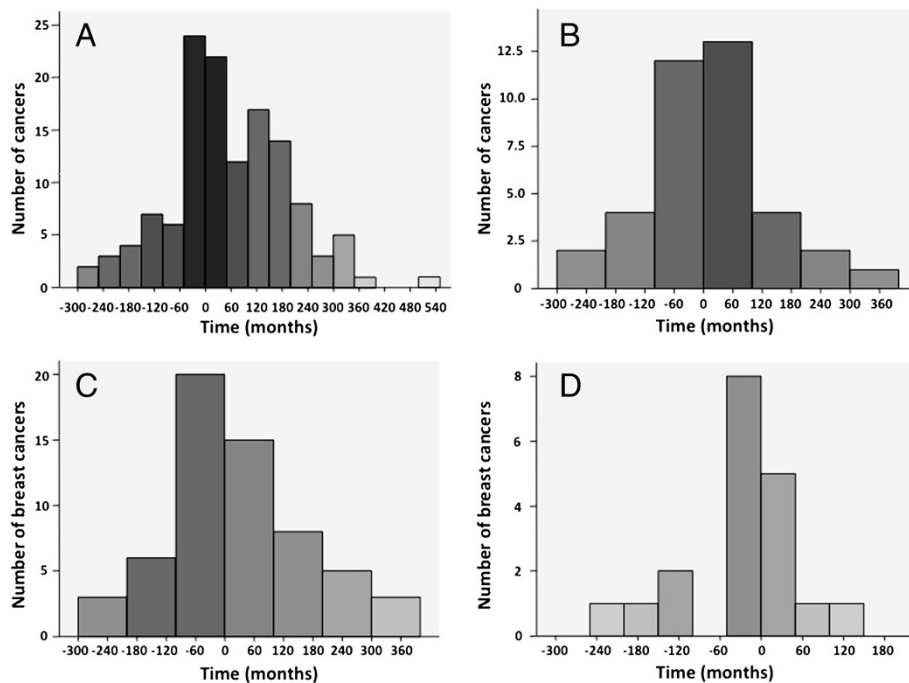 A
Number of cancers
25
20
15
10
5
0
-300 -240 -180 -120 -60 0 60 120 180 240 300 360 420 480 540
Time (months)
B
Number of cancers
12.5
10.0
7.5
5.0
2.5
0
-300 -240 -180 -120 -60 0 60 120 180 240 300 360
Time (months)
C
Number of breast cancers
20
15
10
5
0
-300 -240 -180 -120 -60 0 60 120 180 240 300 360
Time (months)
D
Number of breast cancers
8
6
4
2
0
-300 -240 -180 -120 -60 0 60 120 180
Time (months)